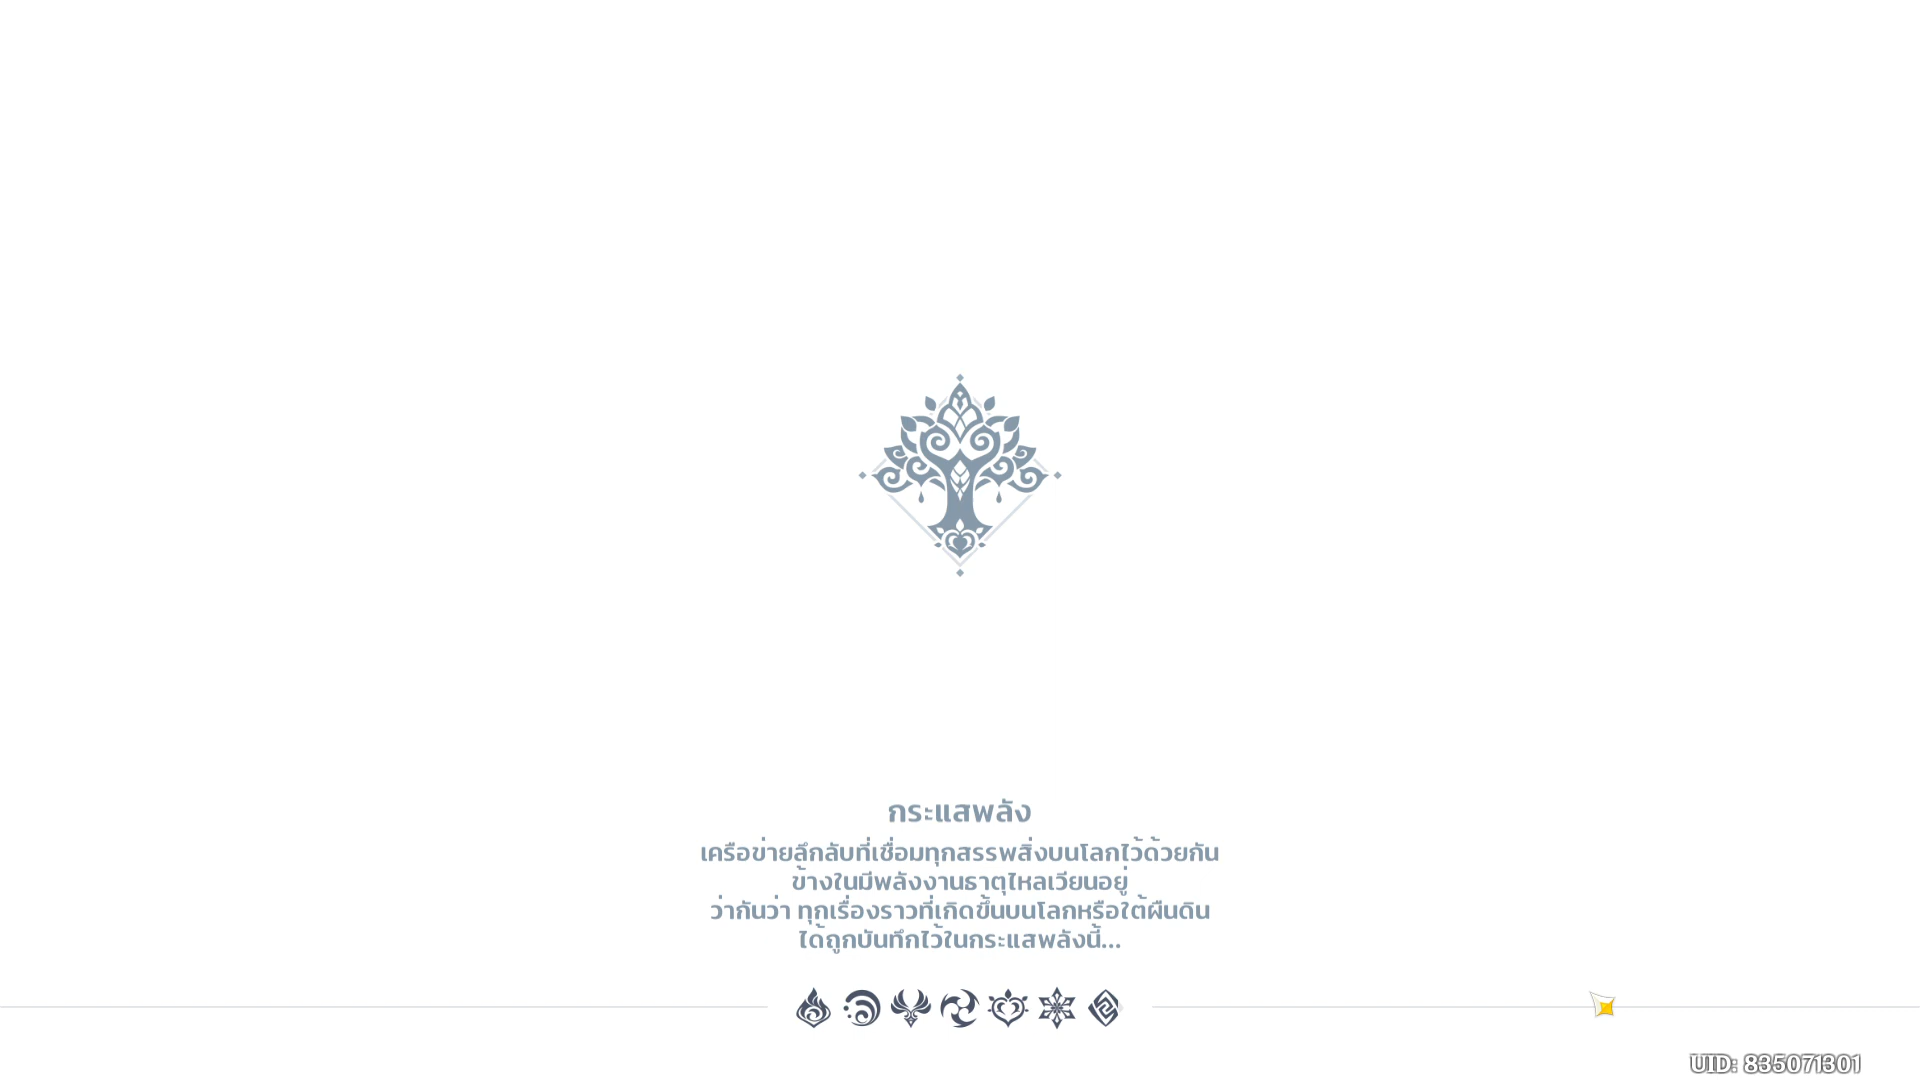 กระแสพลัง
เครือข่ายลึกลับที่เชื่อมทุกสรรพสิ่งบนโลกไว้ด้วยกัน
ข้างในมีพลังงานธาตุไหลเวียนอยู่
ว่ากันว่า ทุกเรื่องราวที่เกิดขึ้นบนโลกหรือใต้ผืนดิน
ได้ถูกบันทึกไว้ในกระแสพลังนี้...
UID: 835071301